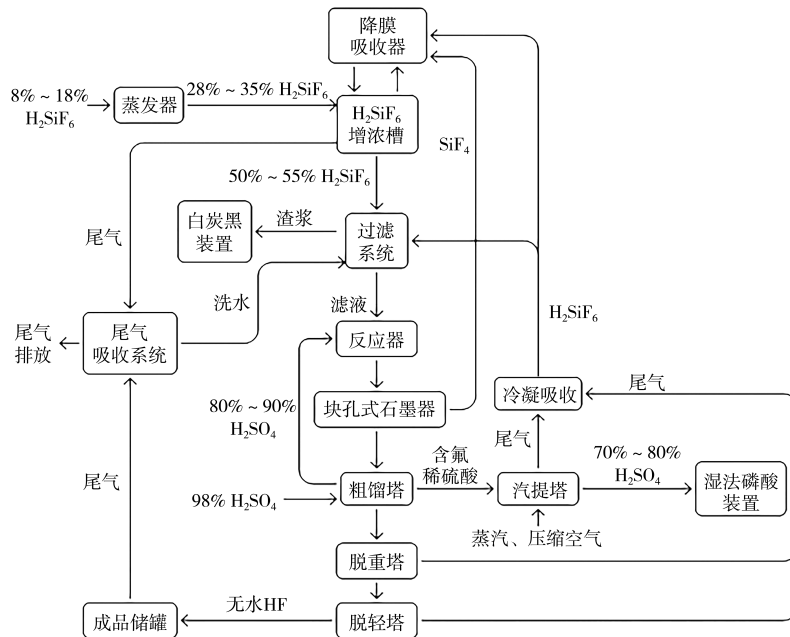 降膜
吸收器
8%~18%
H₂SiF₆
蒸发器
28%~35% H₂SiF₆
H₂SiF₆
增浓槽
SiF₄
50%~55% H₂SiF₆
白炭黑
装置
渣浆
过滤
系统
尾气
洗水
滤液
H₂SiF₆
尾气
排放
尾气
吸收系统
反应器
80%~90%
H₂SO₄
块孔式石墨器
冷凝吸收
尾气
尾气
含氟
稀硫酸
70%~80%
H₂SO₄
98% H₂SO₄
粗馏塔
汽提塔
湿法磷酸
装置
尾气
蒸汽、压缩空气
脱重塔
成品储罐
无水HF
脱轻塔